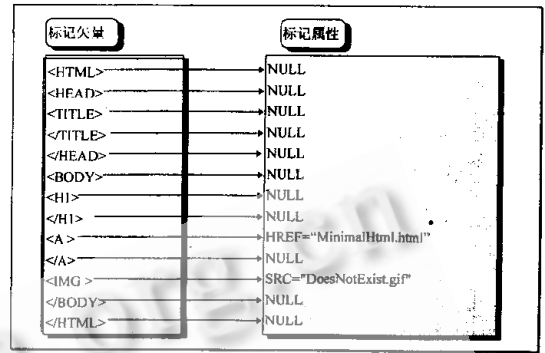 标记矢量 标记属性
<HTML> NULL
<HEAD> NULL
<TITLE> NULL
</TITLE> NULL
</HEAD> NULL
<BODY> NULL
<H1> NULL
</H1> NULL
<A > HREF=“MinimalHtml.html”
</A> NULL
<IMG > SRC="DoesNotExist.gif"
</BODY> NULL
</HTML> NULL